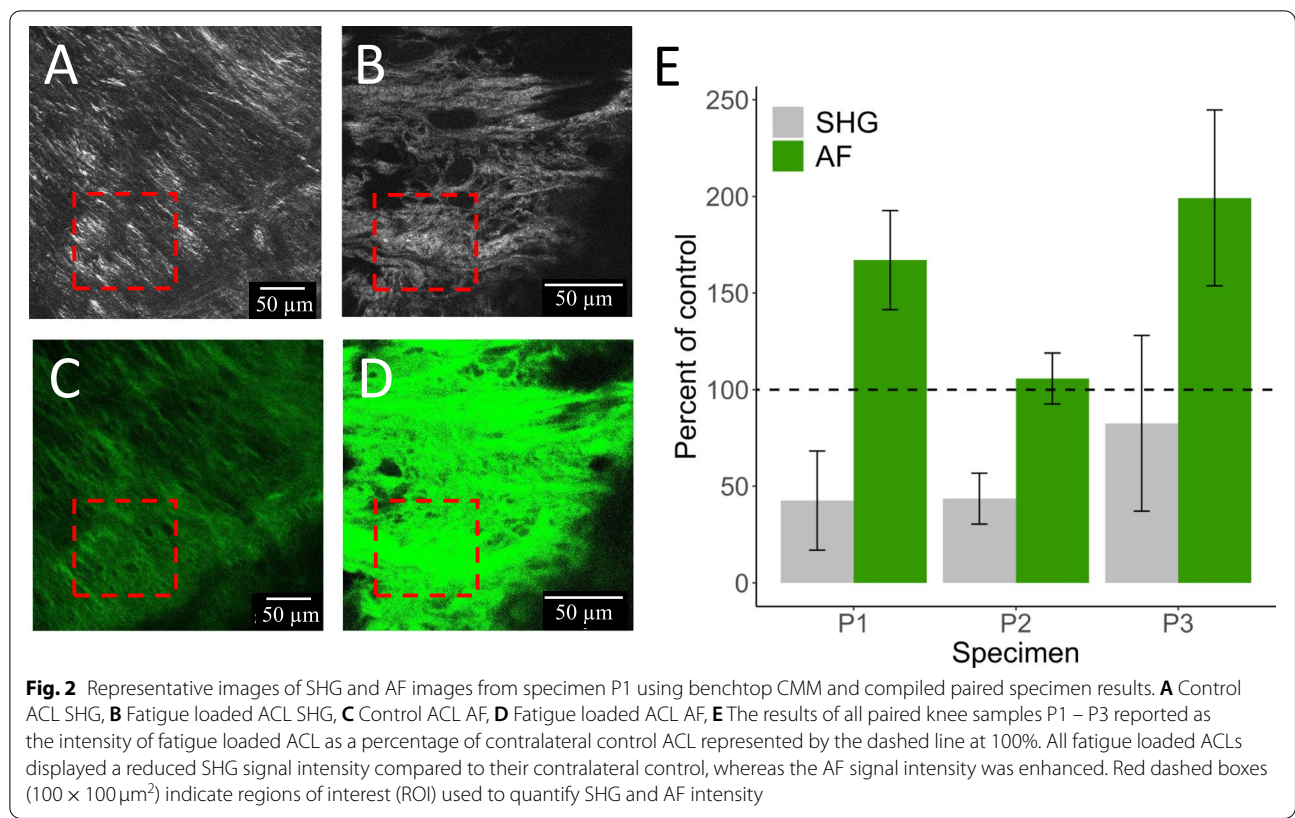 A
B
50 µm
50 µm
C
D
50 µm
50 µm
E
250
200
150
100
50
0
Percent of control
SHG
AF
P1
P2
P3
Specimen
Fig. 2 Representative images of SHG and AF images from specimen P1 using benchtop CMM and compiled paired specimen results. A Control
ACL SHG, B Fatigue loaded ACL SHG, C Control ACL AF, D Fatigue loaded ACL AF, E The results of all paired knee samples P1 – P3 reported as
the intensity of fatigue loaded ACL as a percentage of contralateral control ACL represented by the dashed line at 100%. All fatigue loaded ACLs
displayed a reduced SHG signal intensity compared to their contralateral control, whereas the AF signal intensity was enhanced. Red dashed boxes
(100 × 100 µm²) indicate regions of interest (ROI) used to quantify SHG and AF intensity